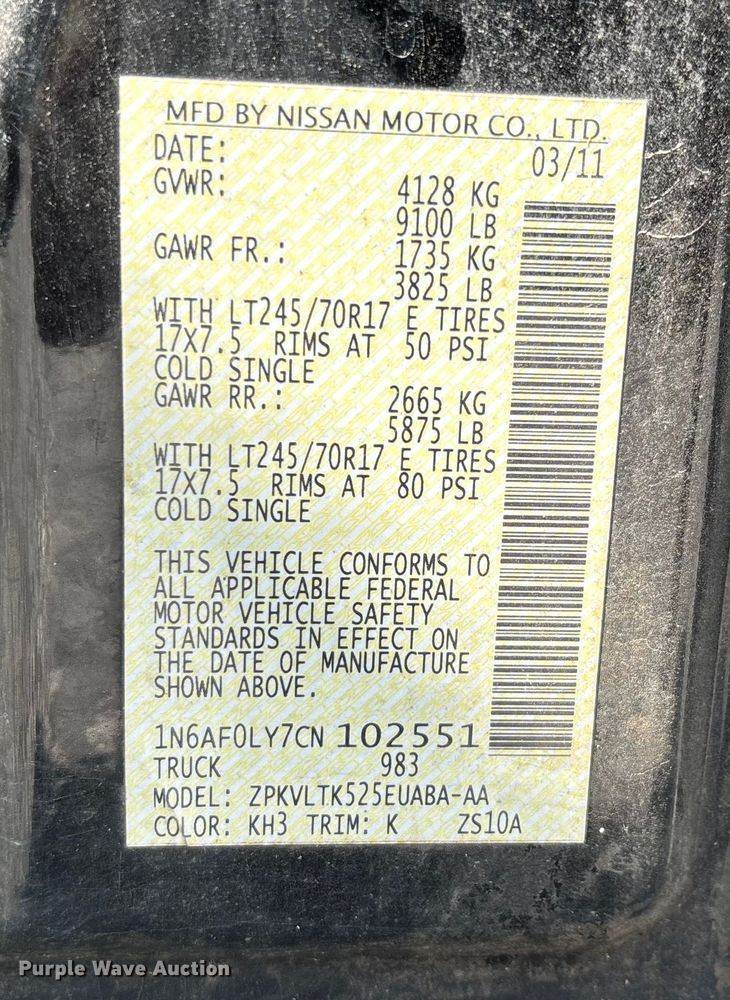 MFD BY NISSAN MOTOR CO., LTD.
DATE: 03/11
GVWR: 4128 KG
9100 LB
GAWR FR.: 1735 KG
3825 LB
WITH LT245/70R17 E TIRES
17X7.5 RIMS AT 50 PSI
COLD SINGLE
GAWR RR.: 2665 KG
5875 LB
WITH LT245/70R17 E TIRES
17X7.5 RIMS AT 80 PSI
COLD SINGLE
THIS VEHICLE CONFORMS TO
ALL APPLICABLE FEDERAL
MOTOR VEHICLE SAFETY
STANDARDS IN EFFECT ON
THE DATE OF MANUFACTURE
SHOWN ABOVE.
1N6AF0LY7CN 102551
TRUCK 983
MODEL: ZPKVLTK525EUABA-AA
COLOR: KH3 TRIM: K ZS10A
Purple Wave Auction